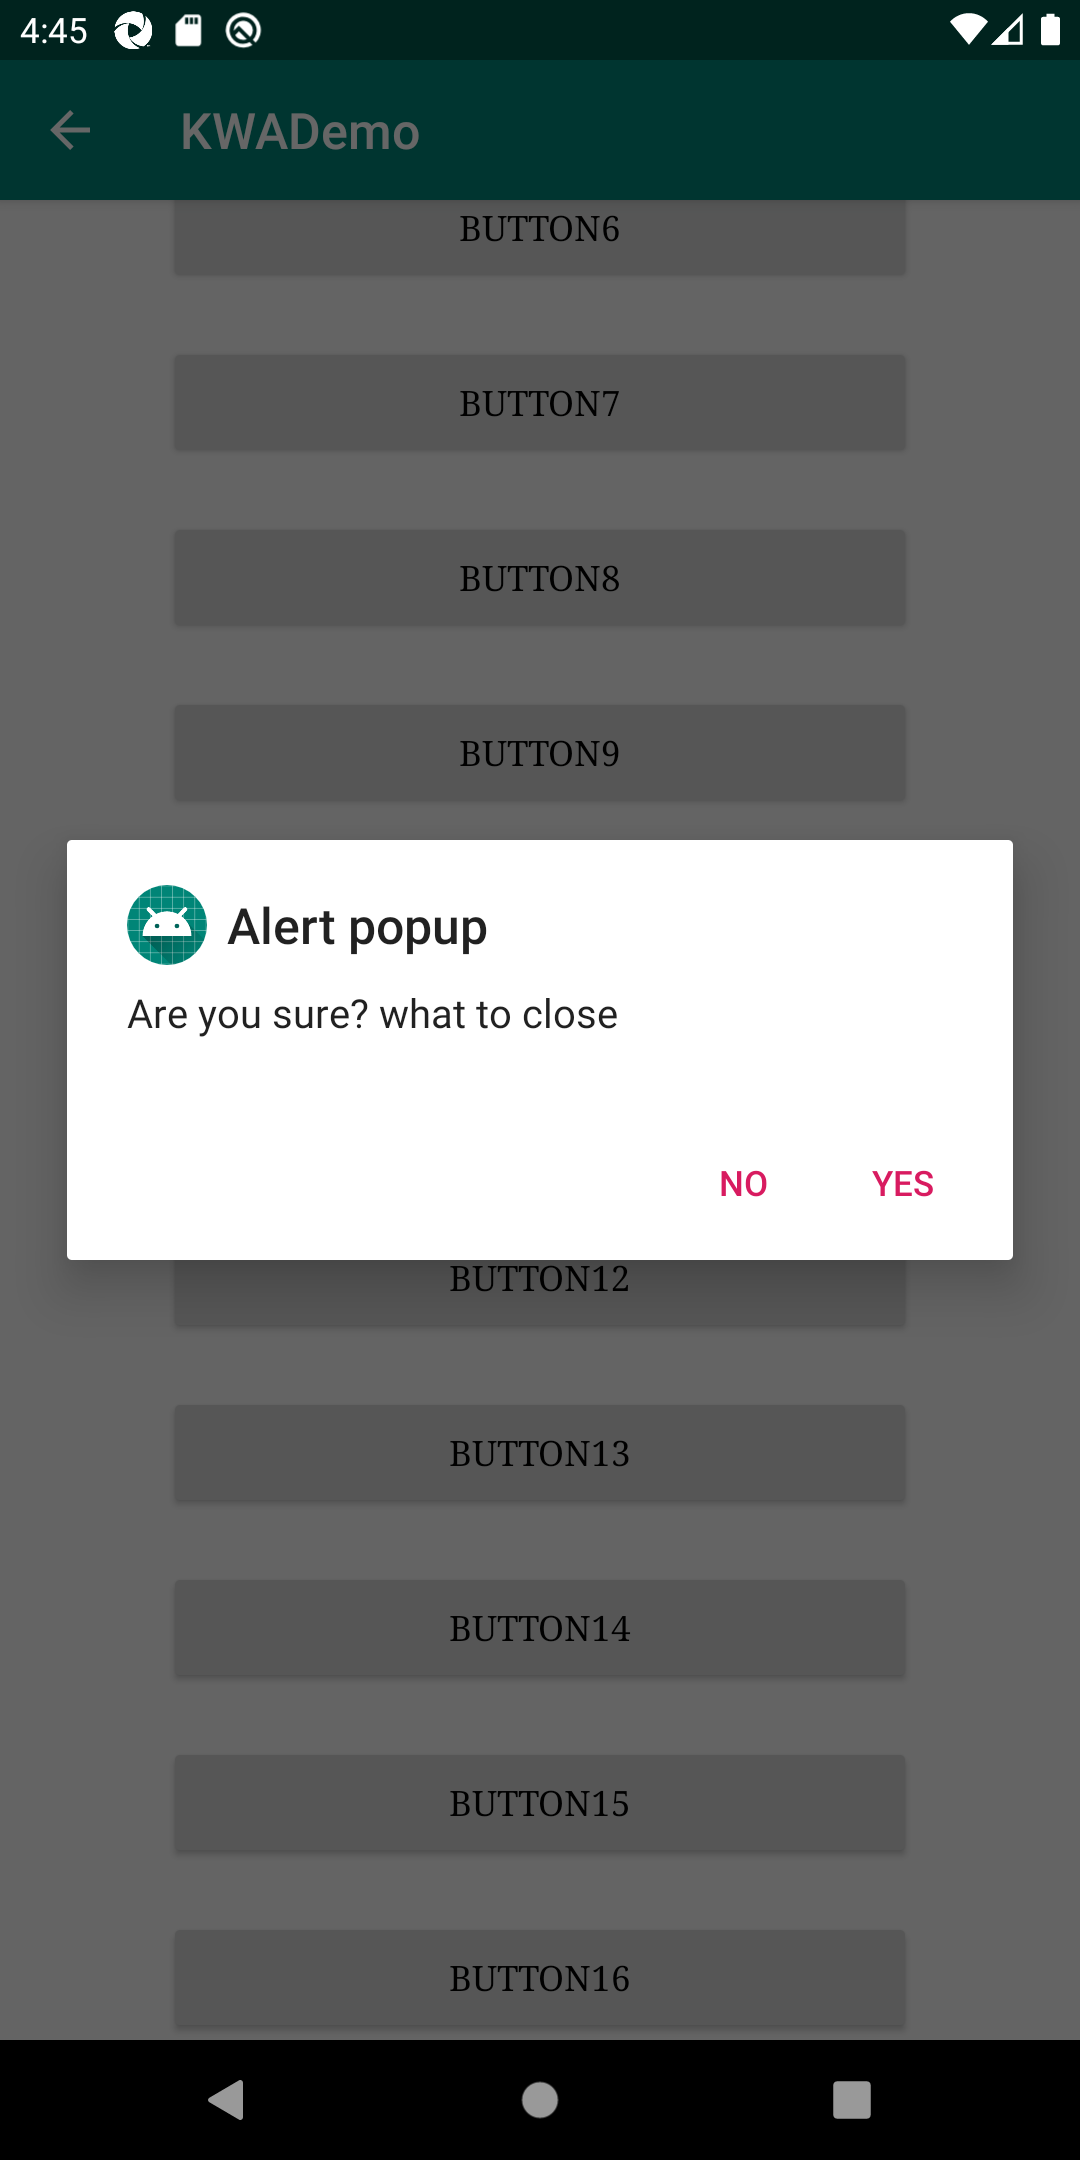 4:45
KWADemo
BUTTON6
BUTTON7
BUTTON8
BUTTON9
Alert popup
Are you sure? what to close
NO
YES
BUTTON12
BUTTON13
BUTTON14
BUTTON15
BUTTON16